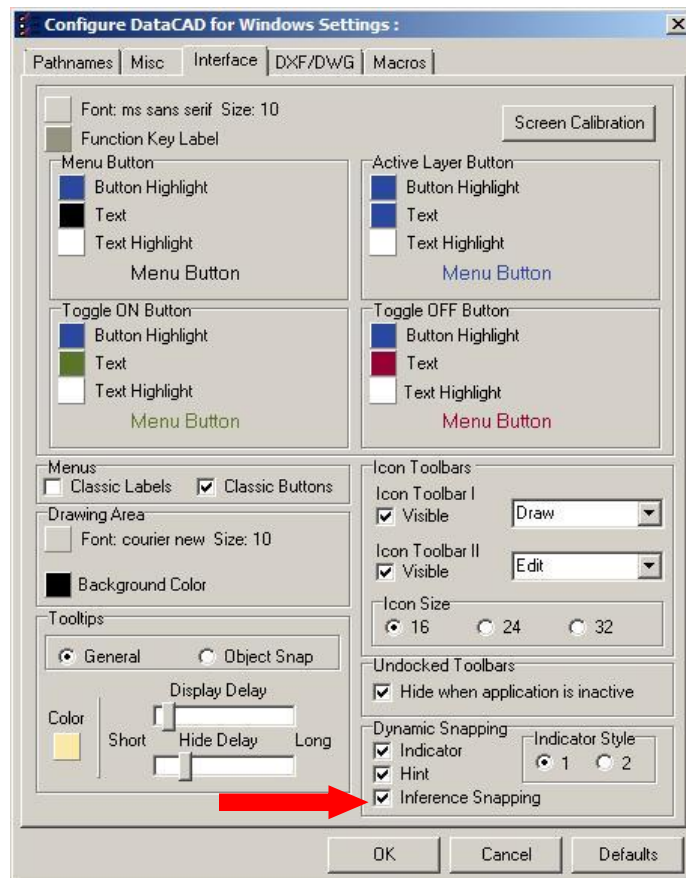 Configure DataCAD for Windows Settings :
Pathnames Misc Interface DXF/DWG Macros
Font: ms sans serif Size: 10
Function Key Label
Screen Calibration
Menu Button
Button Highlight
Text
Text Highlight
Menu Button
Active Layer Button
Button Highlight
Text
Text Highlight
Menu Button
Toggle ON Button
Button Highlight
Text
Text Highlight
Menu Button
Toggle OFF Button
Button Highlight
Text
Text Highlight
Menu Button
Menus
Classic Labels Classic Buttons
Drawing Area
Font: courier new Size: 10
Background Color
Tooltips
General Object Snap
Display Delay
Color
Short Hide Delay Long
Icon Toolbars
Icon Toolbar I
Visible Draw
Icon Toolbar II
Visible Edit
Icon Size
16 24 32
Undocked Toolbars
Hide when application is inactive
Dynamic Snapping
Indicator
Hint
Inference Snapping
Indicator Style
1 2
OK Cancel Defaults